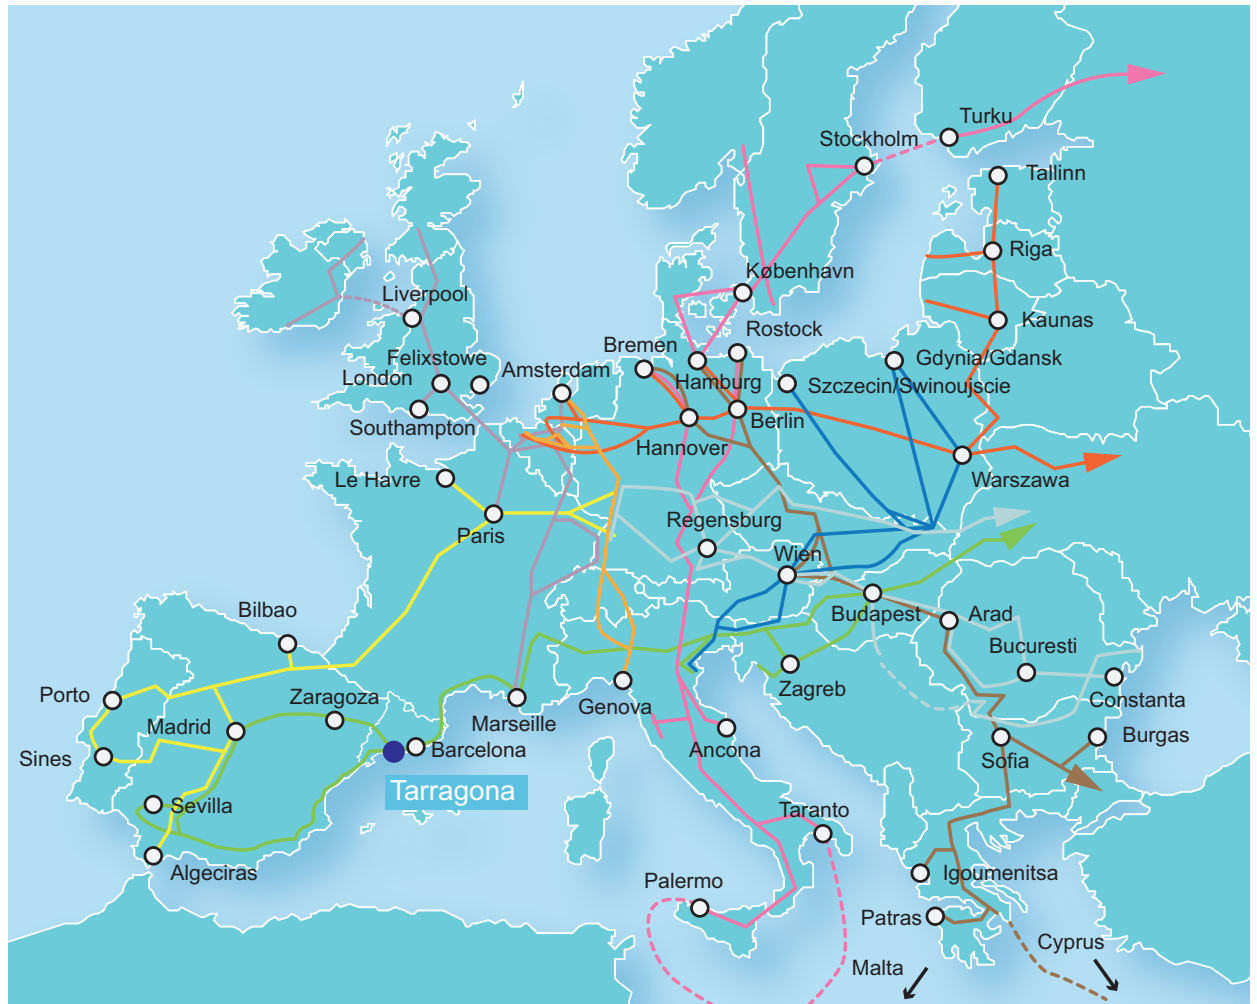 Turku
Stockholm
Tallinn
Riga
København
Liverpool
Kaunas
Rostock
Bremen
Felixstowe
Gdynia/Gdansk
Amsterdam
London
Hamburg
Szczecin/Swinoujscie
Southampton
Berlin
Hannover
Le Havre
Warszawa
Regensburg
Paris
Wien
Bilbao
Budapest
Arad
Bucuresti
Porto
Zaragoza
Zagreb
Constanta
Madrid
Marseille
Genova
Sines
Barcelona
Ancona
Burgas
Sofia
Tarragona
Sevilla
Taranto
Algeciras
Igoumenitsa
Palermo
Patras
Cyprus
Malta